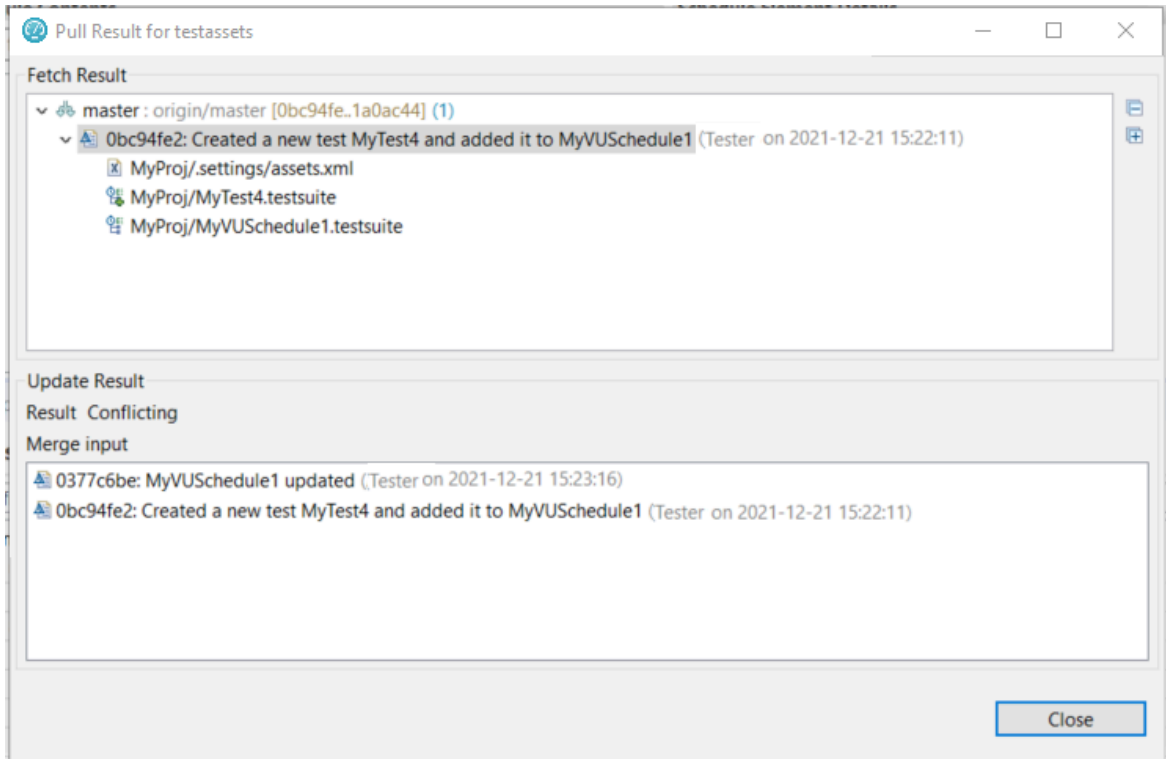 Pull Result for testassets
Fetch Result
master : origin/master [0bc94fe..1a0ac44] (1)
0bc94fe2: Created a new test MyTest4 and added it to MyVUSchedule1 (Tester on 2021-12-21 15:22:11)
MyProj/.settings/assets.xml
MyProj/MyTest4.testsuite
MyProj/MyVUSchedule1.testsuite
Update Result
Result Conflicting
Merge input
0377c6be: MyVUSchedule1 updated (Tester on 2021-12-21 15:23:16)
0bc94fe2: Created a new test MyTest4 and added it to MyVUSchedule1 (Tester on 2021-12-21 15:22:11)
Close